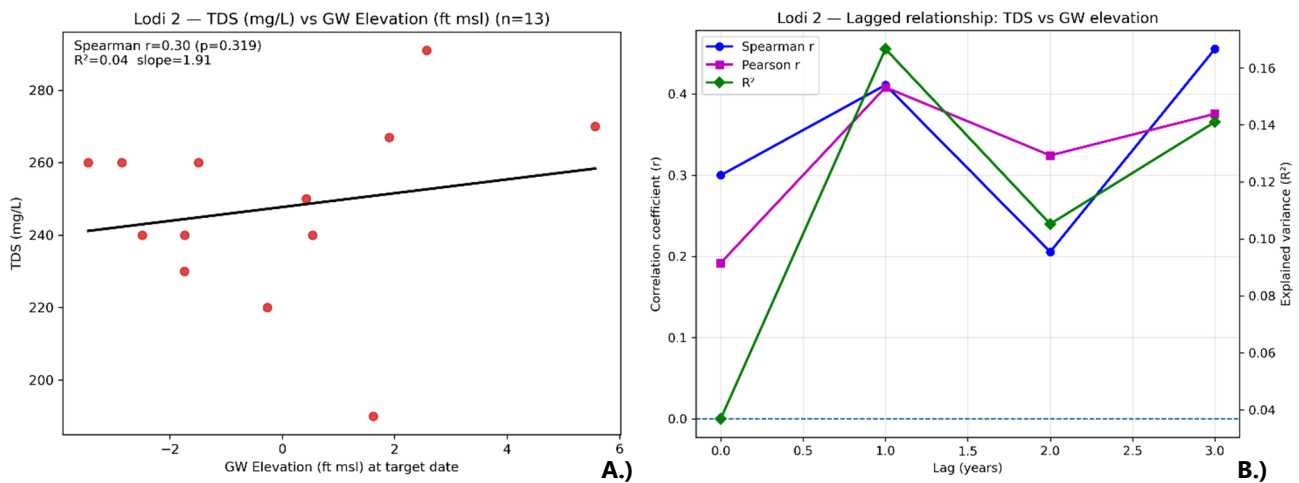 Lodi 2 — TDS (mg/L) vs GW Elevation (ft msl) (n=13)
Spearman r=0.30 (p=0.319)
R²=0.04 slope=1.91
TDS (mg/L)
280
260
240
220
200
−2
0
2
4
6
GW Elevation (ft msl) at target date
A.)
Lodi 2 — Lagged relationship: TDS vs GW elevation
Spearman r
Pearson r
R²
Correlation coefficient (r)
0.4
0.3
0.2
0.1
0.0
0.16
0.14
0.12
0.10
0.08
0.06
0.04
Explained variance (R²)
0.0
0.5
1.0
1.5
2.0
2.5
3.0
Lag (years)
B.)